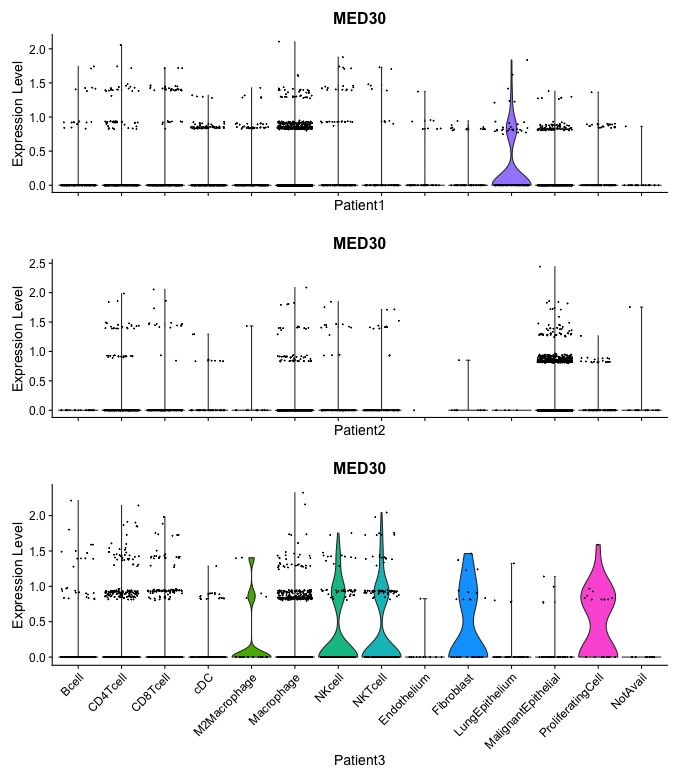 MED30
Expression Level
2.0
1.5
1.0
0.5
0.0
Patient1
MED30
Expression Level
2.5
2.0
1.5
1.0
0.5
0.0
Patient2
MED30
Expression Level
2.0
1.5
1.0
0.5
0.0
Bcell
CD4Tcell
CD8Tcell
cDC
M2Macrophage
Macrophage
NKcell
NKTcell
Endothelium
Fibroblast
LungEpithelium
MalignantEpithelial
ProliferatingCell
NotAvail
Patient3